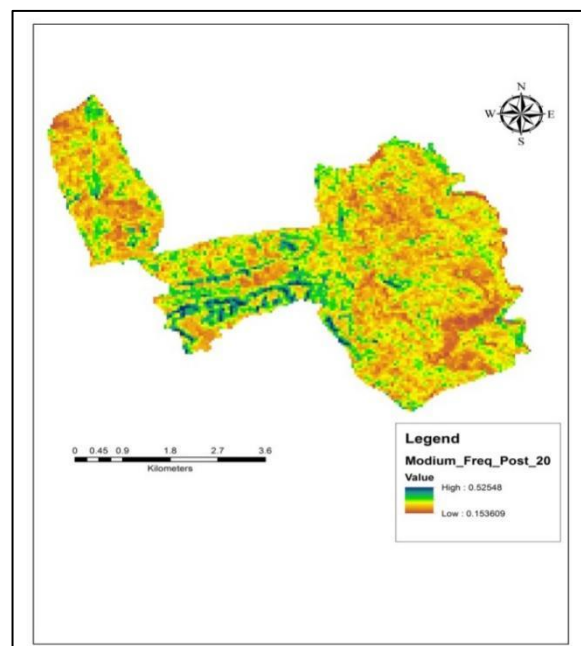 N
W E
S
0 0.45 0.9 1.8 2.7 3.6
Kilometers
Legend
Modium_Freq_Post_20
Value
High : 0.52548
Low : 0.153609